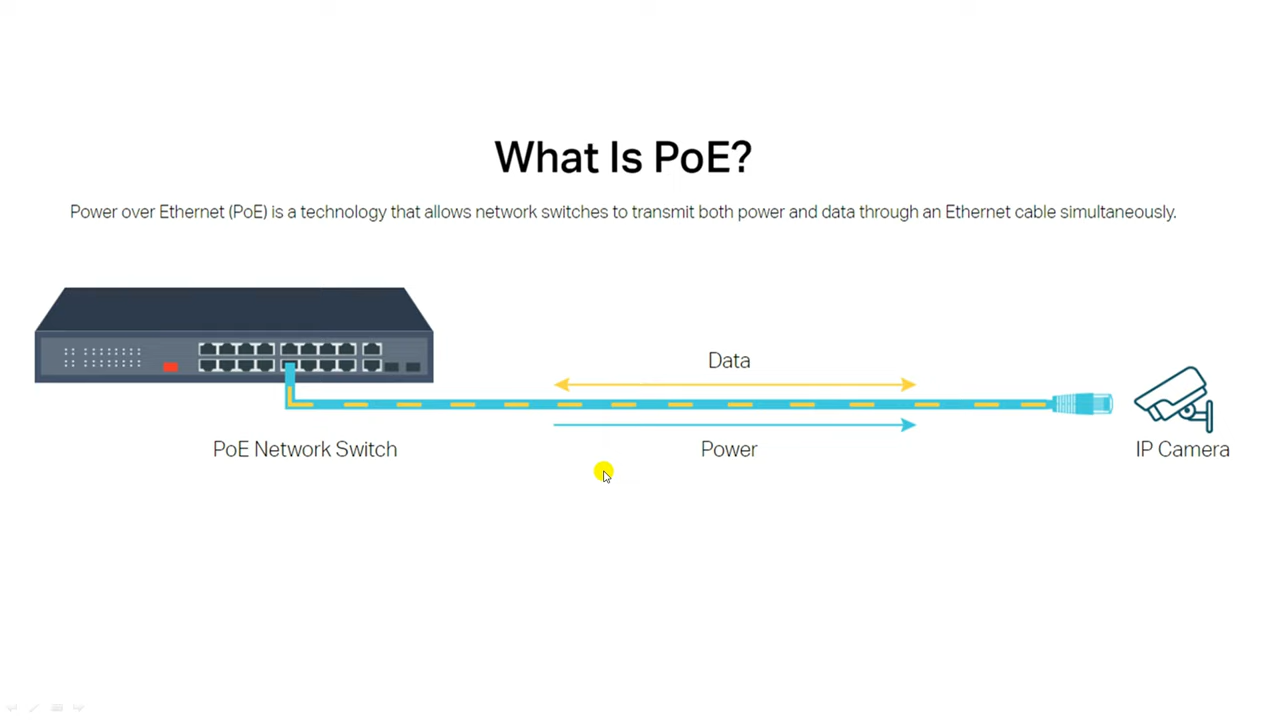 What Is PoE?
Power over Ethernet (PoE) is a technology that allows network switches to transmit both power and data through an Ethernet cable simultaneously.
Data
Power
PoE Network Switch
IP Camera